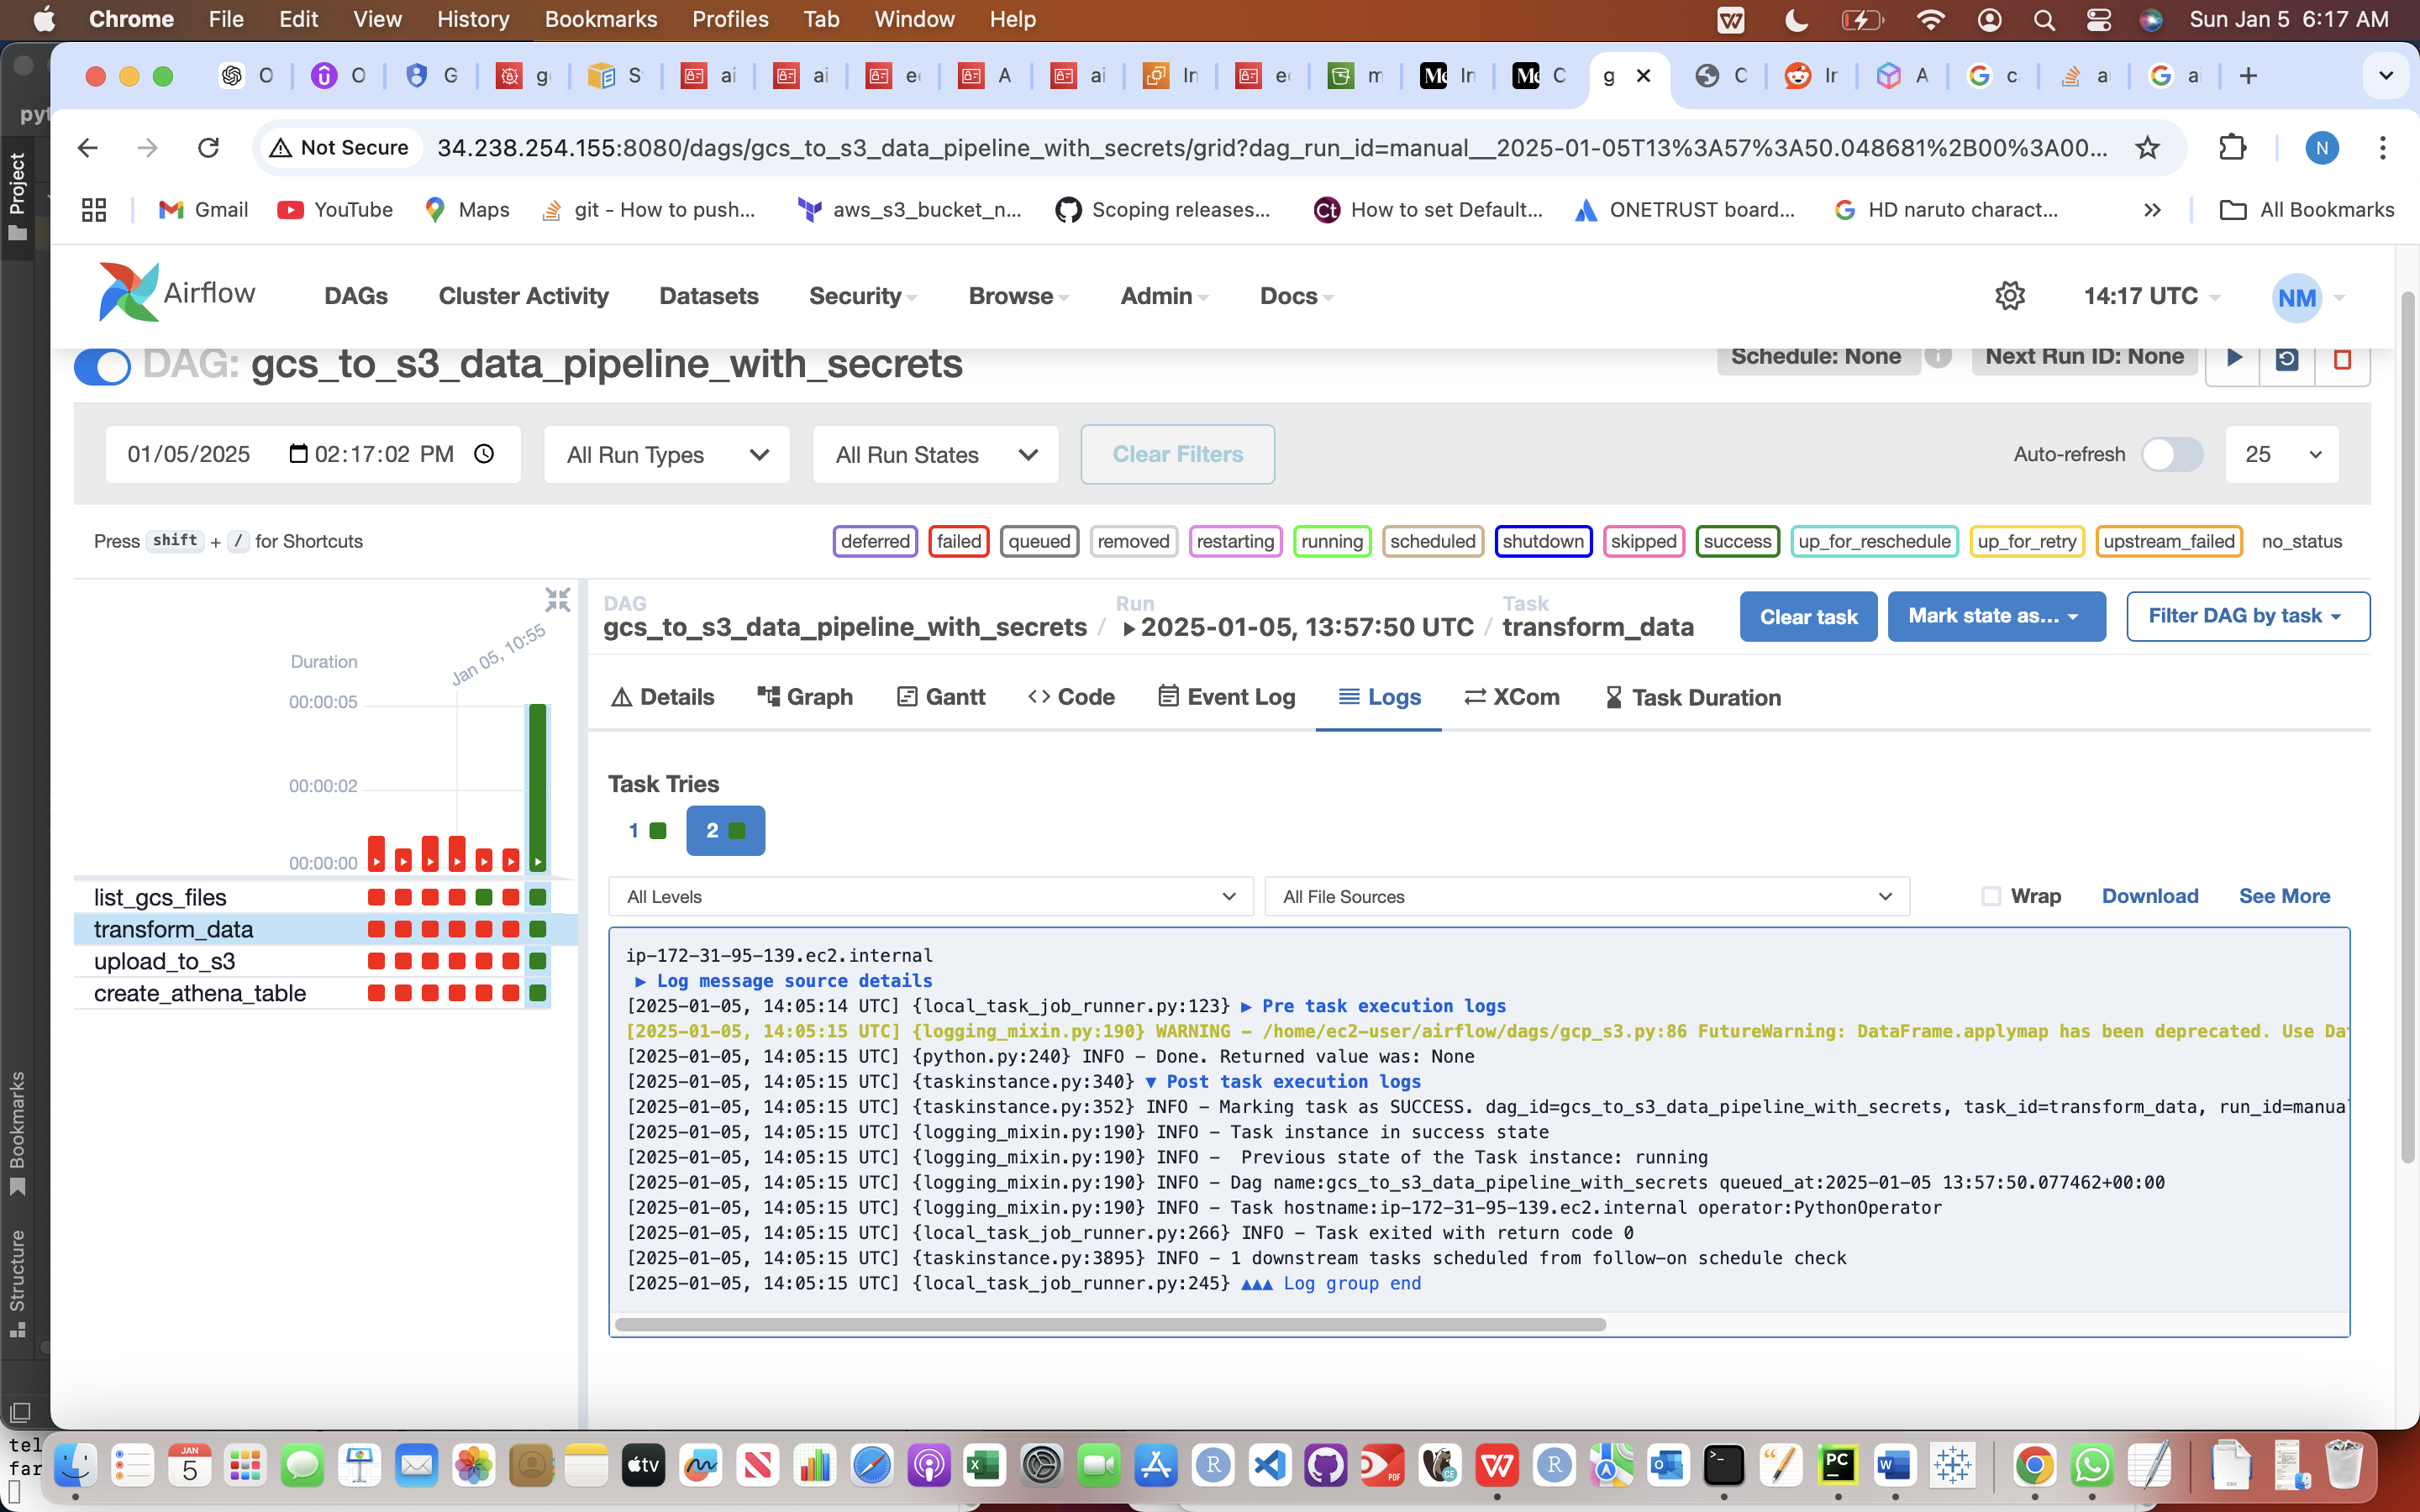 Chrome File Edit View History Bookmarks Profiles Tab Window Help Sun Jan 5 6:17 AM
O O G g S ai ai A ai In m In C g C Ir A c a ai
pyt
Not Secure 34.238.254.155:8080/dags/gcs_to_s3_data_pipeline_with_secrets/grid?dag_run_id=manual__2025-01-05T13%3A57%3A50.048681%2B00%3A00... N
Project
Gmail YouTube Maps git - How to push... aws_s3_bucket_n... Scoping releases... How to set Default... ONETRUST board... HD naruto charact... All Bookmarks
Airflow DAGs Cluster Activity Datasets Security Browse Admin Docs 14:17 UTC NM
DAG: gcs_to_s3_data_pipeline_with_secrets Schedule: None Next Run ID: None
01/05/2025 02:17:02 PM All Run Types All Run States Clear Filters Auto-refresh 25
Press shift + / for Shortcuts deferred failed queued removed restarting running scheduled shutdown skipped success up_for_reschedule up_for_retry upstream_failed no_status
DAG Run Task
gcs_to_s3_data_pipeline_with_secrets / 2025-01-05, 13:57:50 UTC / transform_data Clear task Mark state as... Filter DAG by task
Jan 05, 10:55
Duration
00:00:05
00:00:02
00:00:00
list_gcs_files
transform_data
upload_to_s3
create_athena_table
Details Graph Gantt Code Event Log Logs XCom Task Duration
Task Tries
1 2
All Levels All File Sources Wrap Download See More
ip-172-31-95-139.ec2.internal
▶ Log message source details
[2025-01-05, 14:05:14 UTC] {local_task_job_runner.py:123} ▶ Pre task execution logs
[2025-01-05, 14:05:15 UTC] {logging_mixin.py:190} WARNING - /home/ec2-user/airflow/dags/gcp_s3.py:86 FutureWarning: DataFrame.applymap has been deprecated. Use Dat
[2025-01-05, 14:05:15 UTC] {python.py:240} INFO - Done. Returned value was: None
[2025-01-05, 14:05:15 UTC] {taskinstance.py:340} ▼ Post task execution logs
[2025-01-05, 14:05:15 UTC] {taskinstance.py:352} INFO - Marking task as SUCCESS. dag_id=gcs_to_s3_data_pipeline_with_secrets, task_id=transform_data, run_id=manual
[2025-01-05, 14:05:15 UTC] {logging_mixin.py:190} INFO - Task instance in success state
[2025-01-05, 14:05:15 UTC] {logging_mixin.py:190} INFO - Previous state of the Task instance: running
[2025-01-05, 14:05:15 UTC] {logging_mixin.py:190} INFO - Dag name:gcs_to_s3_data_pipeline_with_secrets queued_at:2025-01-05 13:57:50.077462+00:00
[2025-01-05, 14:05:15 UTC] {logging_mixin.py:190} INFO - Task hostname:ip-172-31-95-139.ec2.internal operator:PythonOperator
[2025-01-05, 14:05:15 UTC] {local_task_job_runner.py:266} INFO - Task exited with return code 0
[2025-01-05, 14:05:15 UTC] {taskinstance.py:3895} INFO - 1 downstream tasks scheduled from follow-on schedule check
[2025-01-05, 14:05:15 UTC] {local_task_job_runner.py:245} ▲▲▲ Log group end
Bookmarks
Structure
tel
far
JAN
5
tv
PDF
CE
PC